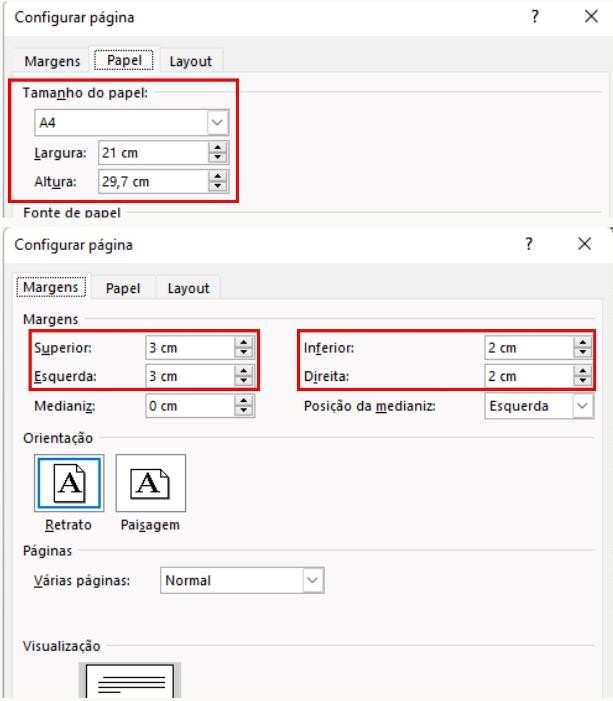 Configurar página ? ×
Margens Papel Layout
Tamanho do papel:
A4
Largura: 21 cm
Altura: 29,7 cm
Fonte de papel
Configurar página ? ×
Margens Papel Layout
Margens
Superior: 3 cm Inferior: 2 cm
Esquerda: 3 cm Direita: 2 cm
Medianiz: 0 cm Posição da medianiz: Esquerda
Orientação
A A
Retrato Paisagem
Páginas
Várias páginas: Normal
Visualização